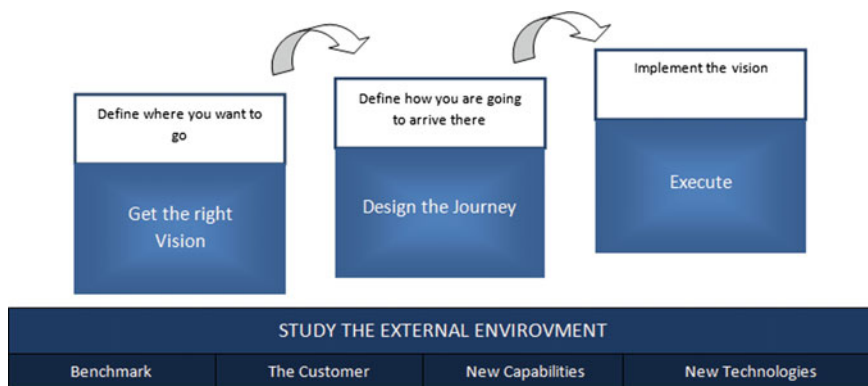 Define where you want to
go
Get the right
Vision
Define how you are going
to arrive there
Design the Journey
Implement the vision
Execute
STUDY THE EXTERNAL ENVIROVMENT
Benchmark
The Customer
New Capabilities
New Technologies